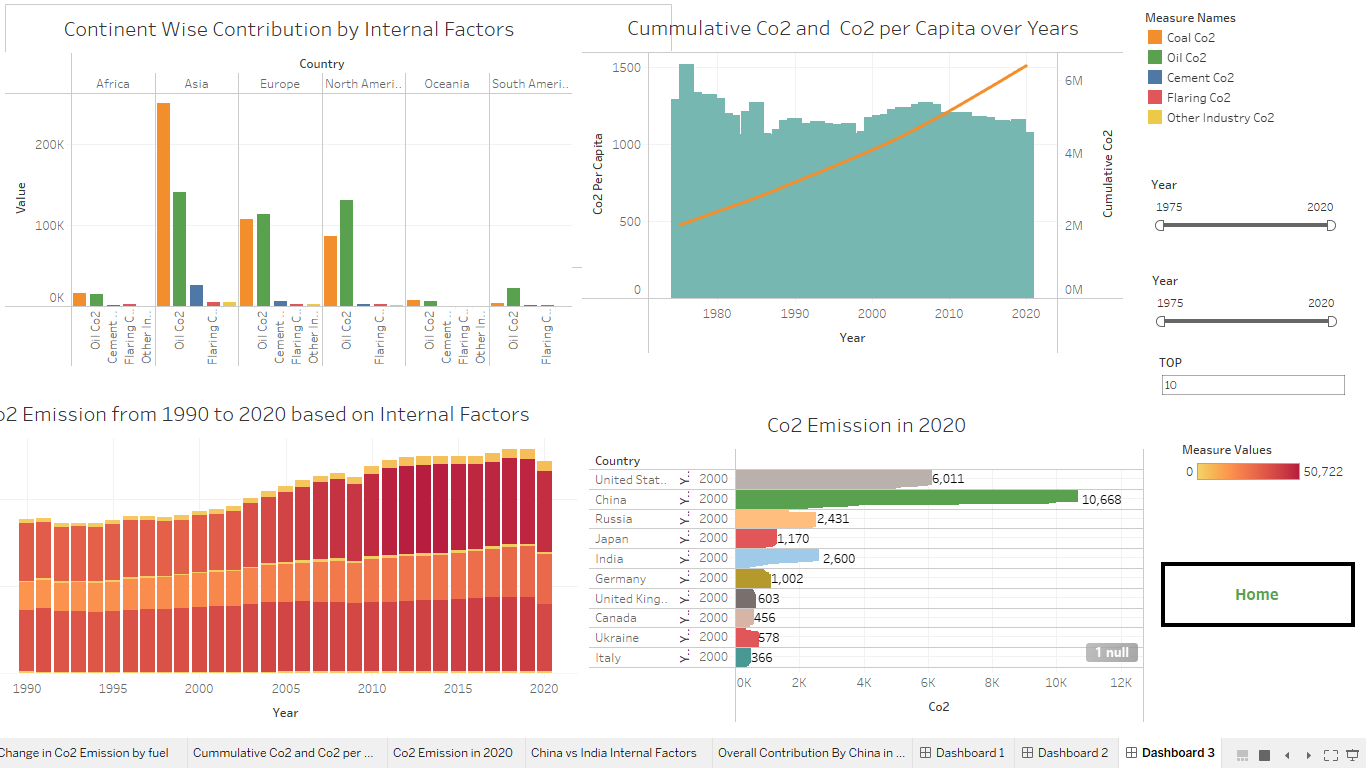 Continent Wise Contribution by Internal Factors
Country
Africa
Asia
Europe
North Ameri..
Oceania
South Ameri..
Value
200K
100K
0K
Oil Co2
Cement ..
Flaring C..
Other In..
Oil Co2
Flaring C..
Oil Co2
Cement ..
Flaring C..
Other In..
Oil Co2
Flaring C..
Oil Co2
Cement ..
Flaring C..
Other In..
Oil Co2
Flaring C..
Cummulative Co2 and Co2 per Capita over Years
Co2 Per Capita
1500
1000
500
0
6M
4M
2M
0M
Cumulative Co2
1980
1990
2000
2010
2020
Year
Measure Names
Coal Co2
Oil Co2
Cement Co2
Flaring Co2
Other Industry Co2
Year
1975
2020
Year
1975
2020
TOP
10
Measure Values
0
50,722
Home
o2 Emission from 1990 to 2020 based on Internal Factors
1990
1995
2000
2005
2010
2015
2020
Year
Co2 Emission in 2020
Country
United Stat.. Y.. 2000 6,011
China Y.. 2000 10,668
Russia Y.. 2000 2,431
Japan Y.. 2000 1,170
India Y.. 2000 2,600
Germany Y.. 2000 1,002
United King.. Y.. 2000 603
Canada Y.. 2000 456
Ukraine Y.. 2000 578
Italy Y.. 2000 366
1 null
0K
2K
4K
6K
8K
10K
12K
Co2
Change in Co2 Emission by fuel
Cummulative Co2 and Co2 per ...
Co2 Emission in 2020
China vs India Internal Factors
Overall Contribution By China in ...
Dashboard 1
Dashboard 2
Dashboard 3